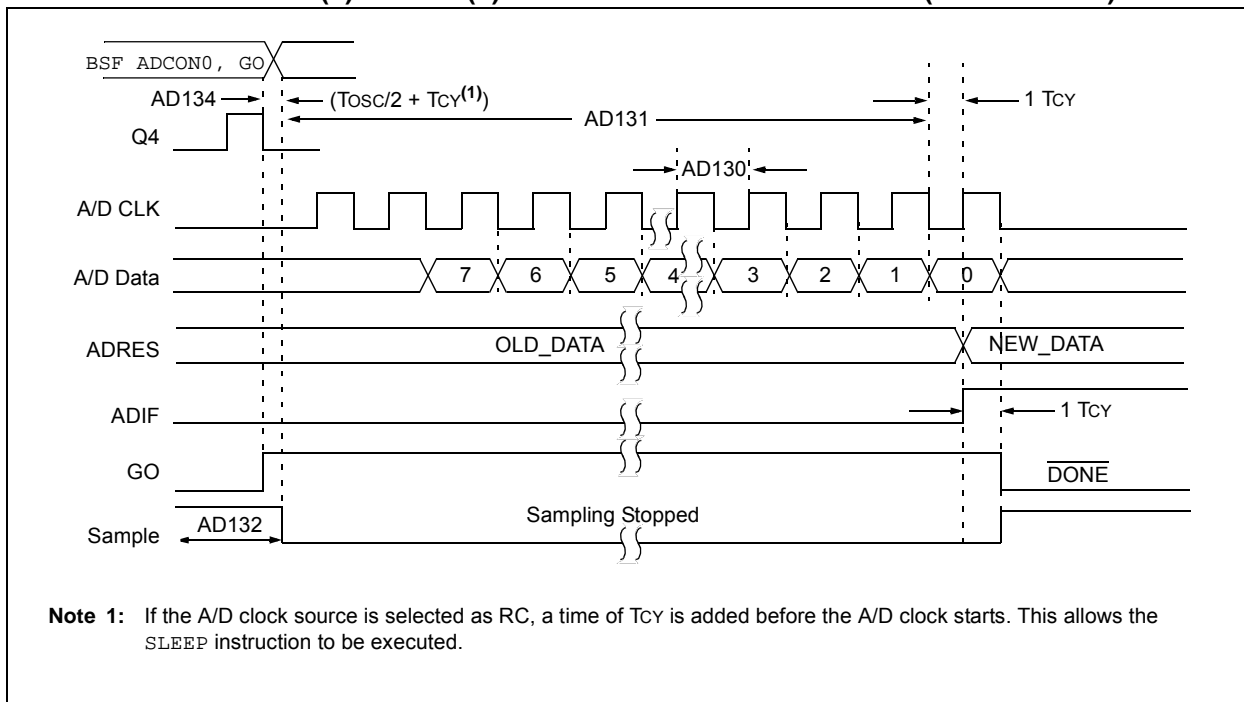 BSF ADCON0, GO
AD134
(TOSC/2 + TCY(1))
1 TCY
AD131
Q4
AD130
A/D CLK
A/D Data
7 6 5 4 3 2 1 0
ADRES
OLD_DATA
NEW_DATA
ADIF
1 TCY
GO
DONE
Sample
AD132
Sampling Stopped
Note 1: If the A/D clock source is selected as RC, a time of TCY is added before the A/D clock starts. This allows the
SLEEP instruction to be executed.